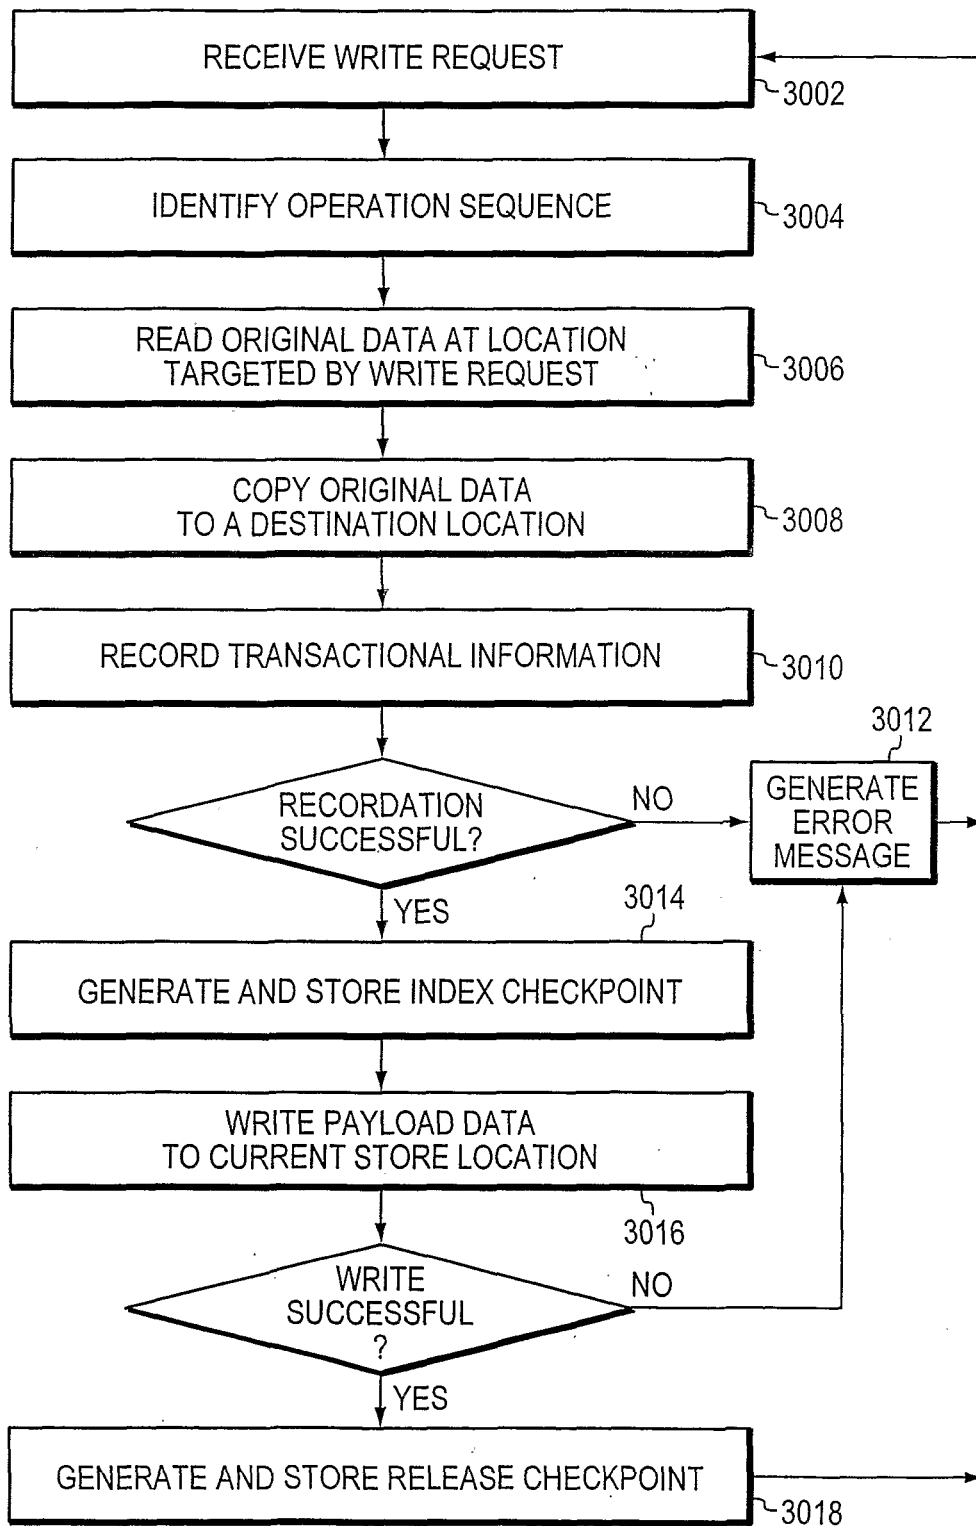 RECEIVE WRITE REQUEST
3002
IDENTIFY OPERATION SEQUENCE
3004
READ ORIGINAL DATA AT LOCATION
TARGETED BY WRITE REQUEST
3006
COPY ORIGINAL DATA
TO A DESTINATION LOCATION
3008
RECORD TRANSACTIONAL INFORMATION
3010
RECORDATION
SUCCESSFUL?
NO
3012
GENERATE
ERROR
MESSAGE
YES
3014
GENERATE AND STORE INDEX CHECKPOINT
WRITE PAYLOAD DATA
TO CURRENT STORE LOCATION
3016
WRITE
SUCCESSFUL
?
NO
YES
GENERATE AND STORE RELEASE CHECKPOINT
3018